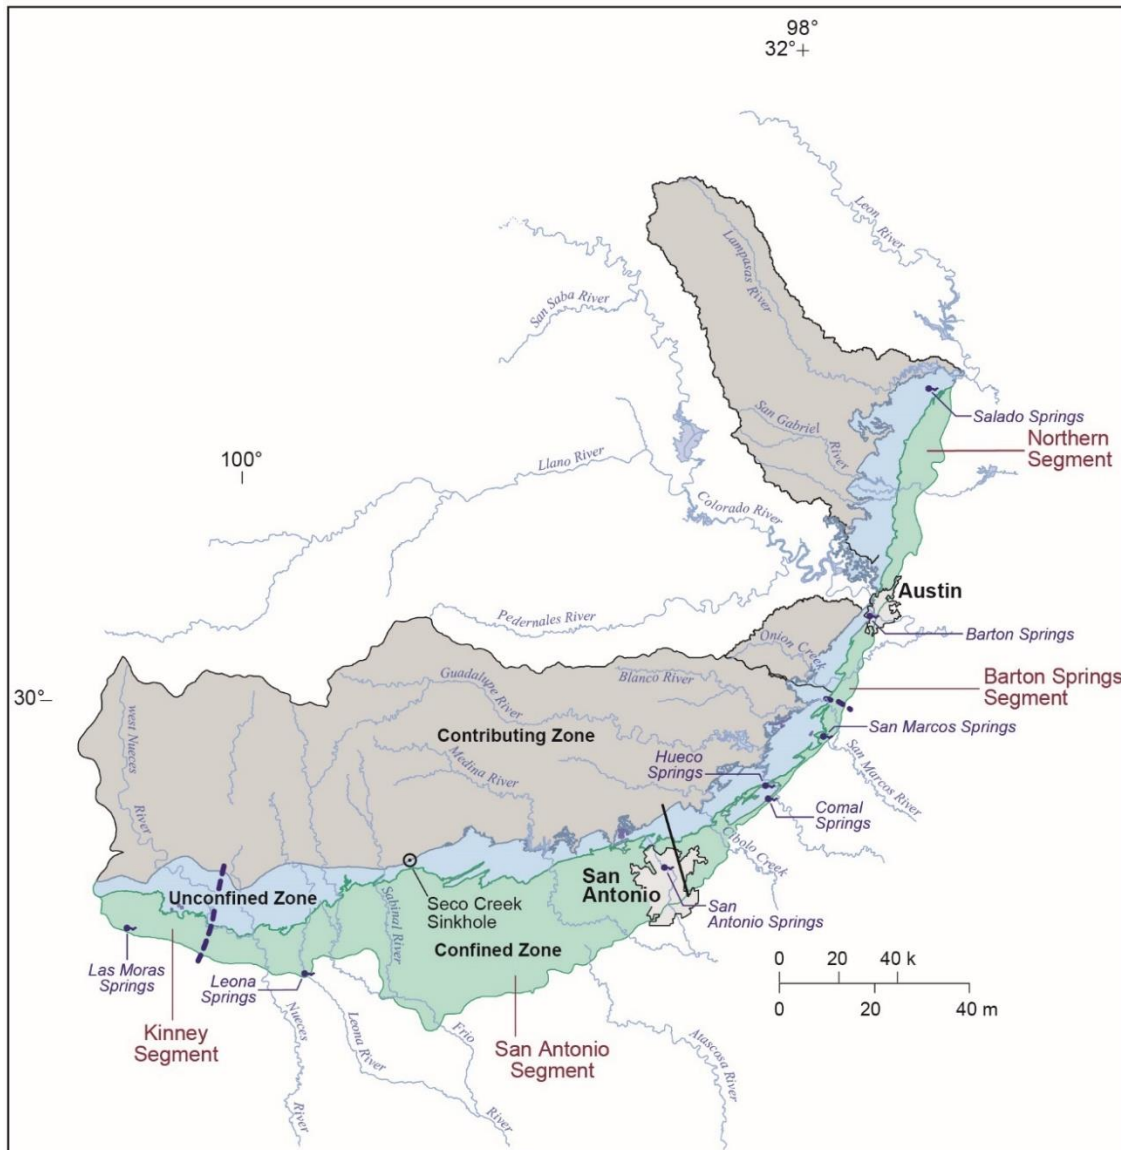 98°
32°
Leon
River
Lampasas
River
San Saba River
Salado Springs
San Gabriel
River
Northern
Segment
100°
Llano River
Colorado River
Austin
Pedernales River
Barton Springs
Onion Creek
30°
west Nueces
River
Guadalupe
River
Blanco River
Barton Springs
Segment
Contributing Zone
San Marcos Springs
Medina River
Hueco
Springs
San Marcos River
Comal
Springs
Cibolo Creek
Unconfined Zone
Seco Creek
Sinkhole
San
Antonio
San
Antonio Springs
Sabinal River
Confined Zone
0 20 40 k
0 20 40 m
Las Moras
Springs
Leona
Springs
Kinney
Segment
Nueces
River
Leona River
Frio
River
San Antonio
Segment
Atascosa River